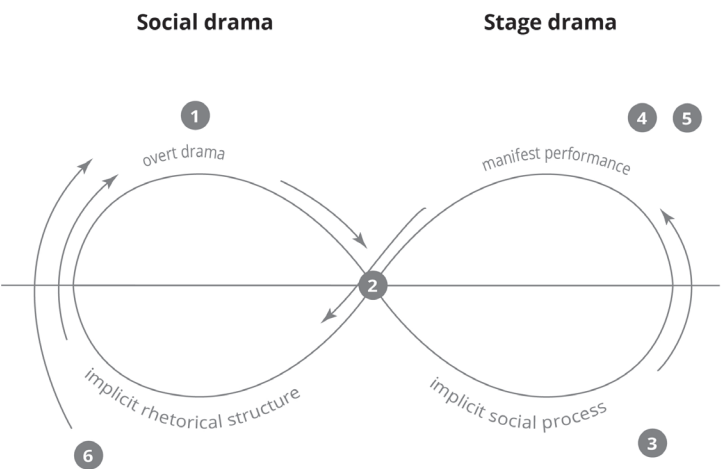 Social drama
Stage drama
1
4
5
overt drama
manifest performance
2
implicit rhetorical structure
implicit social process
6
3